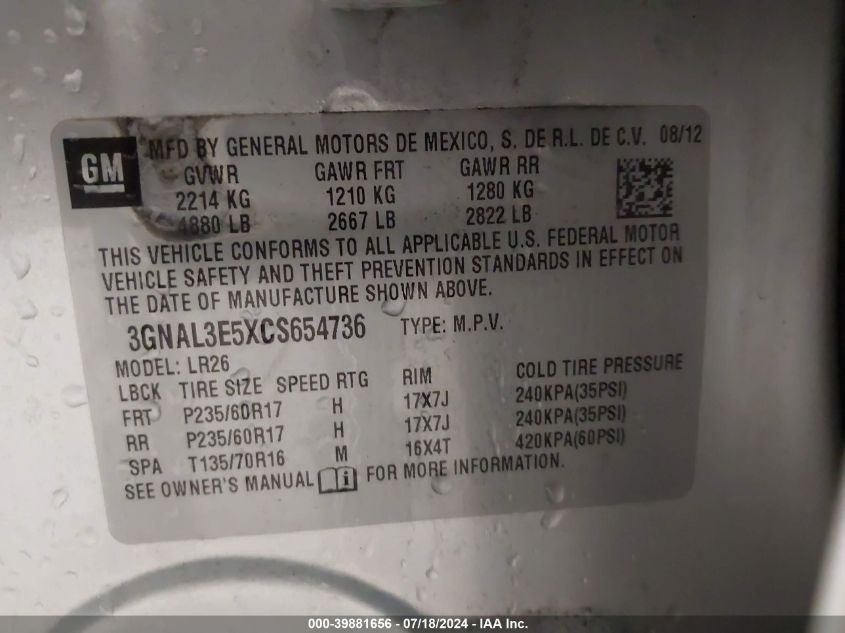 GM
MFD BY GENERAL MOTORS DE MEXICO, S. DE R.L. DE C.V. 08/12
GVWR GAWR FRT GAWR RR
2214 KG 1210 KG 1280 KG
4880 LB 2667 LB 2822 LB
THIS VEHICLE CONFORMS TO ALL APPLICABLE U.S. FEDERAL MOTOR
VEHICLE SAFETY AND THEFT PREVENTION STANDARDS IN EFFECT ON
THE DATE OF MANUFACTURE SHOWN ABOVE.
3GNAL3E5XCS654736 TYPE: M.P.V.
MODEL: LR26
LBCK TIRE SIZE SPEED RTG RIM COLD TIRE PRESSURE
FRT P235/60R17 H 17X7J 240KPA(35PSI)
RR P235/60R17 H 17X7J 240KPA(35PSI)
SPA T135/70R16 M 16X4T 420KPA(60PSI)
SEE OWNER'S MANUAL FOR MORE INFORMATION.
000-39881656 - 07/18/2024 - IAA Inc.